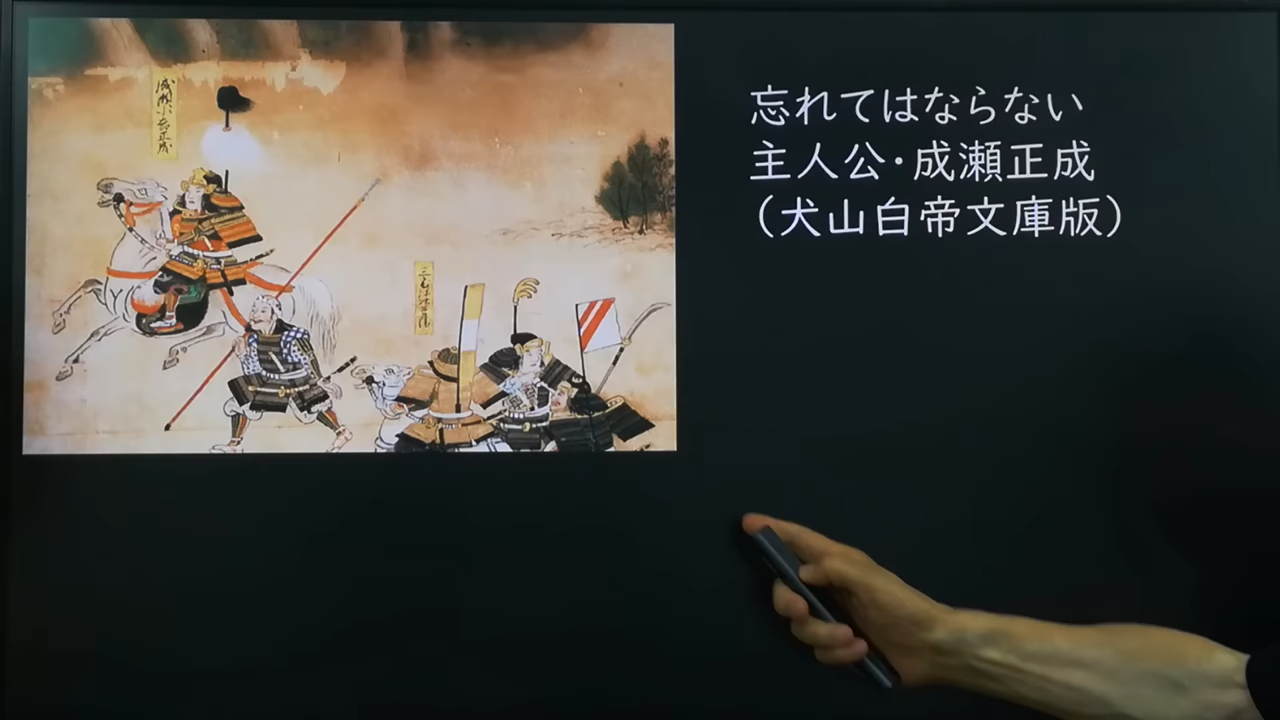 忘れてはならない
主人公・成瀬正成
（犬山白帝文庫版）